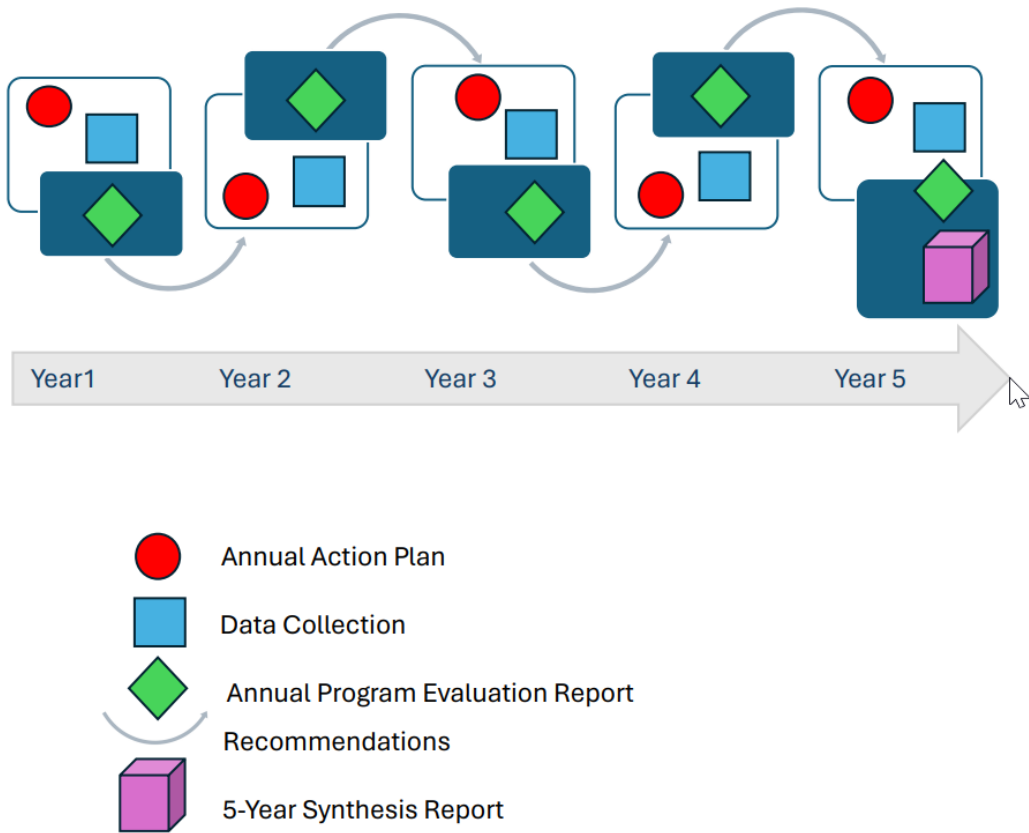 Year1
Year 2
Year 3
Year 4
Year 5
Annual Action Plan
Data Collection
Annual Program Evaluation Report
Recommendations
5-Year Synthesis Report